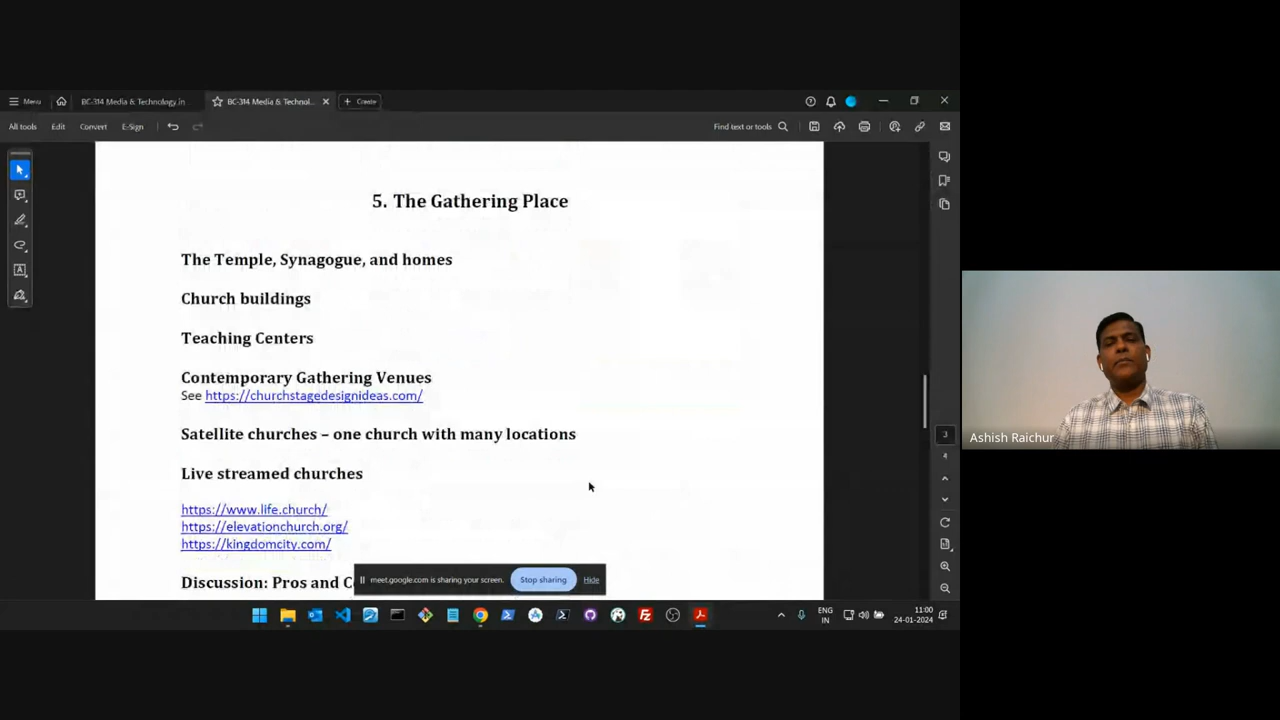 Menu
BC-314 Media & Technology.in
BC-314 Media & Technol...
Create
All tools
Edit
Convert
E-Sign
Find text or tools
5. The Gathering Place
The Temple, Synagogue, and homes
Church buildings
Teaching Centers
Contemporary Gathering Venues
See https://churchstagedesignideas.com/
Satellite churches – one church with many locations
Live streamed churches
https://www.life.church/
https://elevationchurch.org/
https://kingdomcity.com/
Discussion: Pros and C
meet.google.com is sharing your screen.
Stop sharing
Hide
3
4
Ashish Raichur
ENG
IN
11:00
24-01-2024